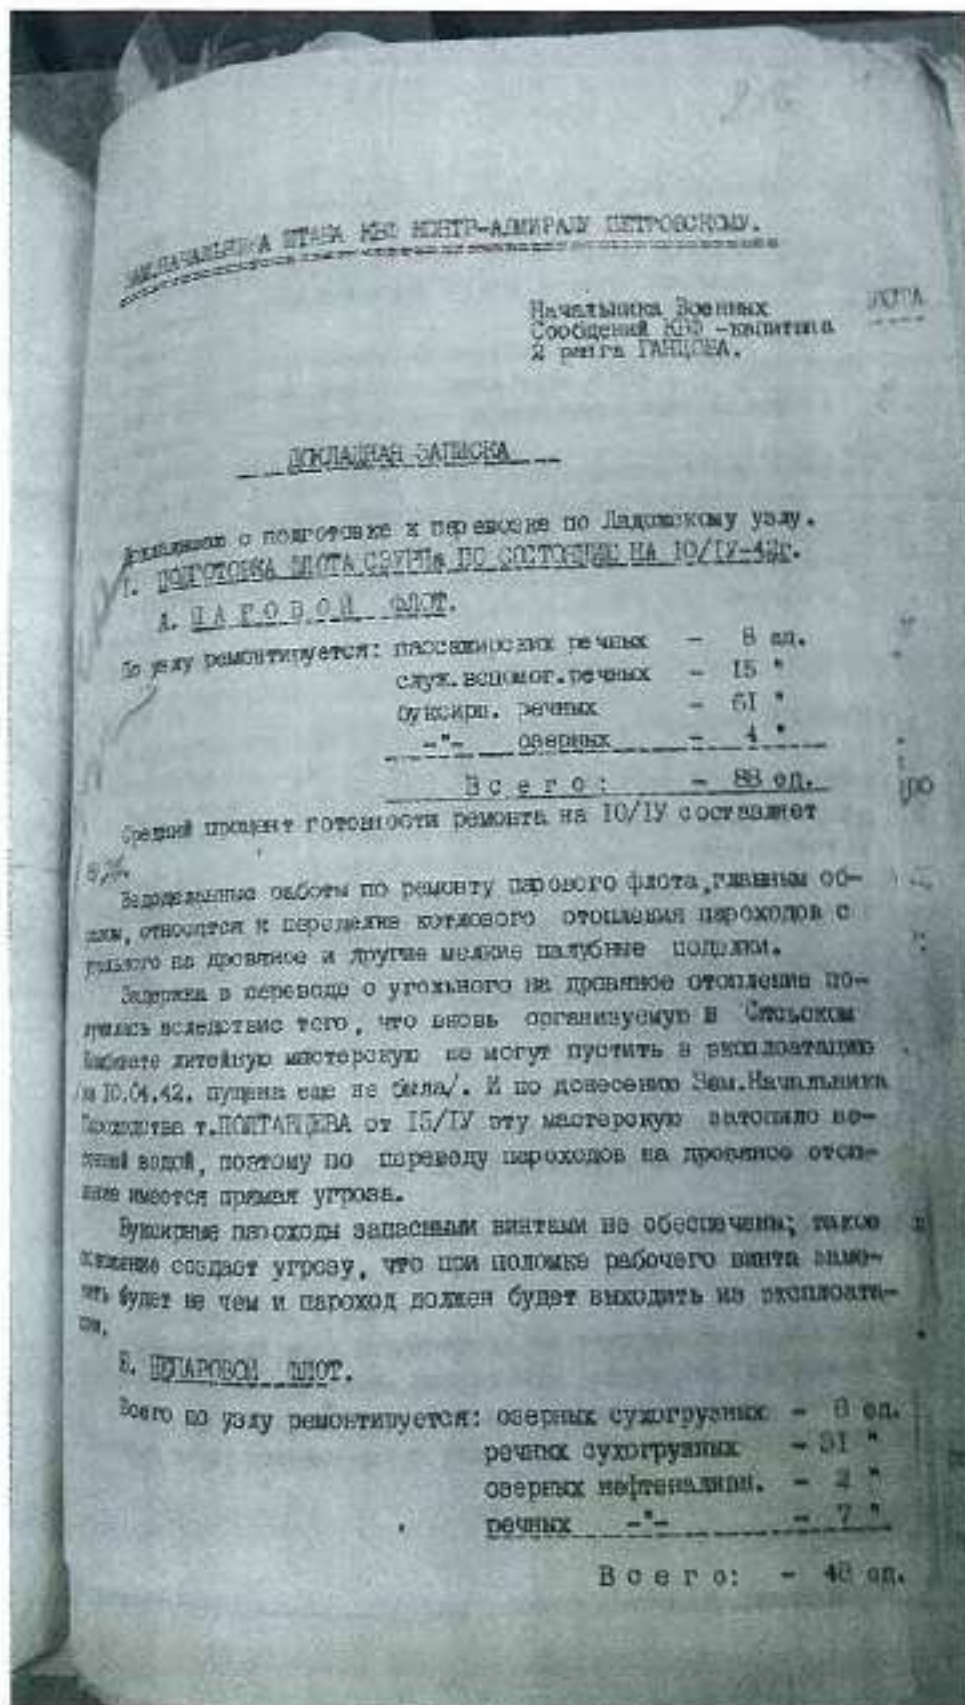 ЗАМ.НАЧАЛЬНИКА ШТАБА КБФ КОНТР-АДМИРАЛУ ПЕТРОВСКОМУ.
Начальника Военных
Сообщений КБФ -капитана
2 ранга ГАНЦОВА.
ДОКЛАДНАЯ ЗАПИСКА
Докладываю о подготовке к перевозке по Ладожскому узлу.
I. ПОДГОТОВКА ФЛОТА СЗУРПа ПО СОСТОЯНИЮ НА 10/IУ-42г.
А. ПАРОВОЙ ФЛОТ.
По узлу ремонтируется: пассажирских речных - 8 ед.
служ.вспомог.речных - 15 "
буксирн. речных - 61 "
-"- озерных - 4 "
Всего: - 88 ед.
Средний процент готовности ремонта на 10/IУ составляет
Недоделанные работы по ремонту парового флота,главным об-
разом, относятся к переделке котлового отопления пароходов с
угольного на дровяное и другие мелкие палубные поделки.
Задержка в переводе с угольного на дровяное отопление по-
лучилась вследствие того, что вновь организуемую в Сясьском
Комбинате литейную мастерскую не могут пустить в эксплоатацию
/на 10.04.42. пущена еще не была/. И по донесению Зам.Начальника
Пароходства т.ПОЛТАВЦЕВА от 15/IУ эту мастерскую затопило ве-
сенней водой, поэтому по переводу пароходов на дровяное отоп-
ление имеется прямая угроза.
Буксирные пароходы запасными винтами не обеспечены; такое
положение создает угрозу, что при поломке рабочего винта заме-
нить будет не чем и пароход должен будет выходить из эксплоата-
ции.
Б. НЕПАРОВОЙ ФЛОТ.
Всего по узлу ремонтируется: озерных сухогрузных - 8 ед.
речных сухогрузных - 31 "
озерных нефтеналивн. - 2 "
речных -"- - 7 "
Всего: - 48 ед.